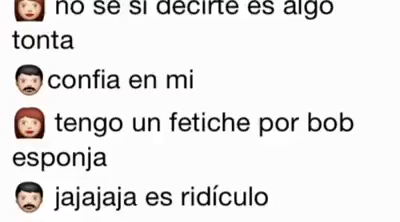 no se si decirte es algo
tonta
confia en mi
tengo un fetiche por bob
esponja
jajajaja es ridículo